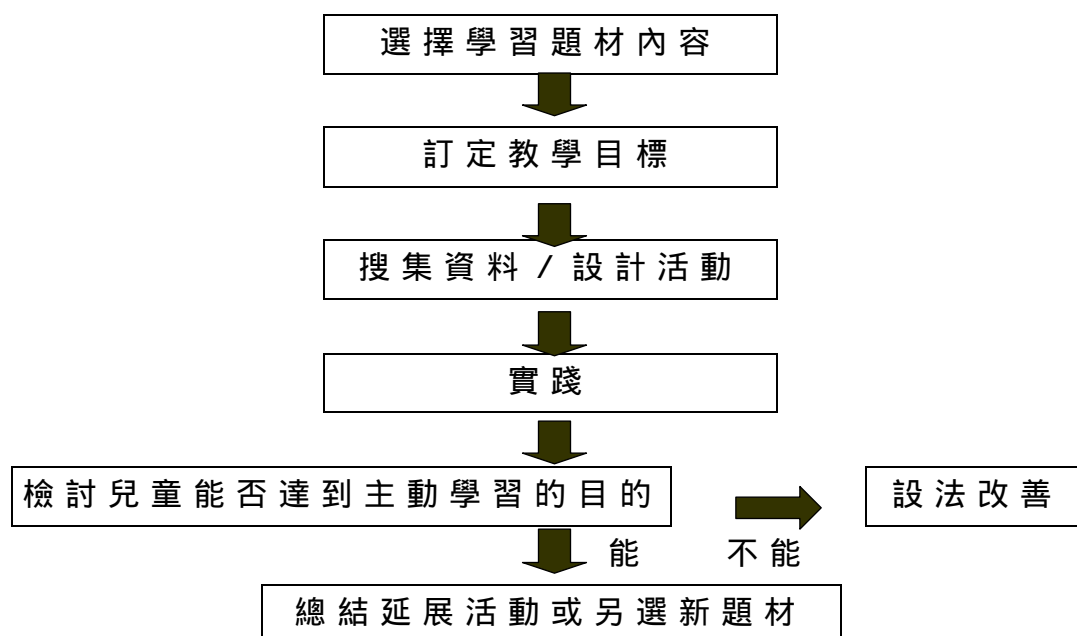 選擇學習題材內容
訂定教學目標
搜集資料 / 設計活動
實踐
檢討兒童能否達到主動學習的目的
設法改善
能
不能
總結延展活動或另選新題材